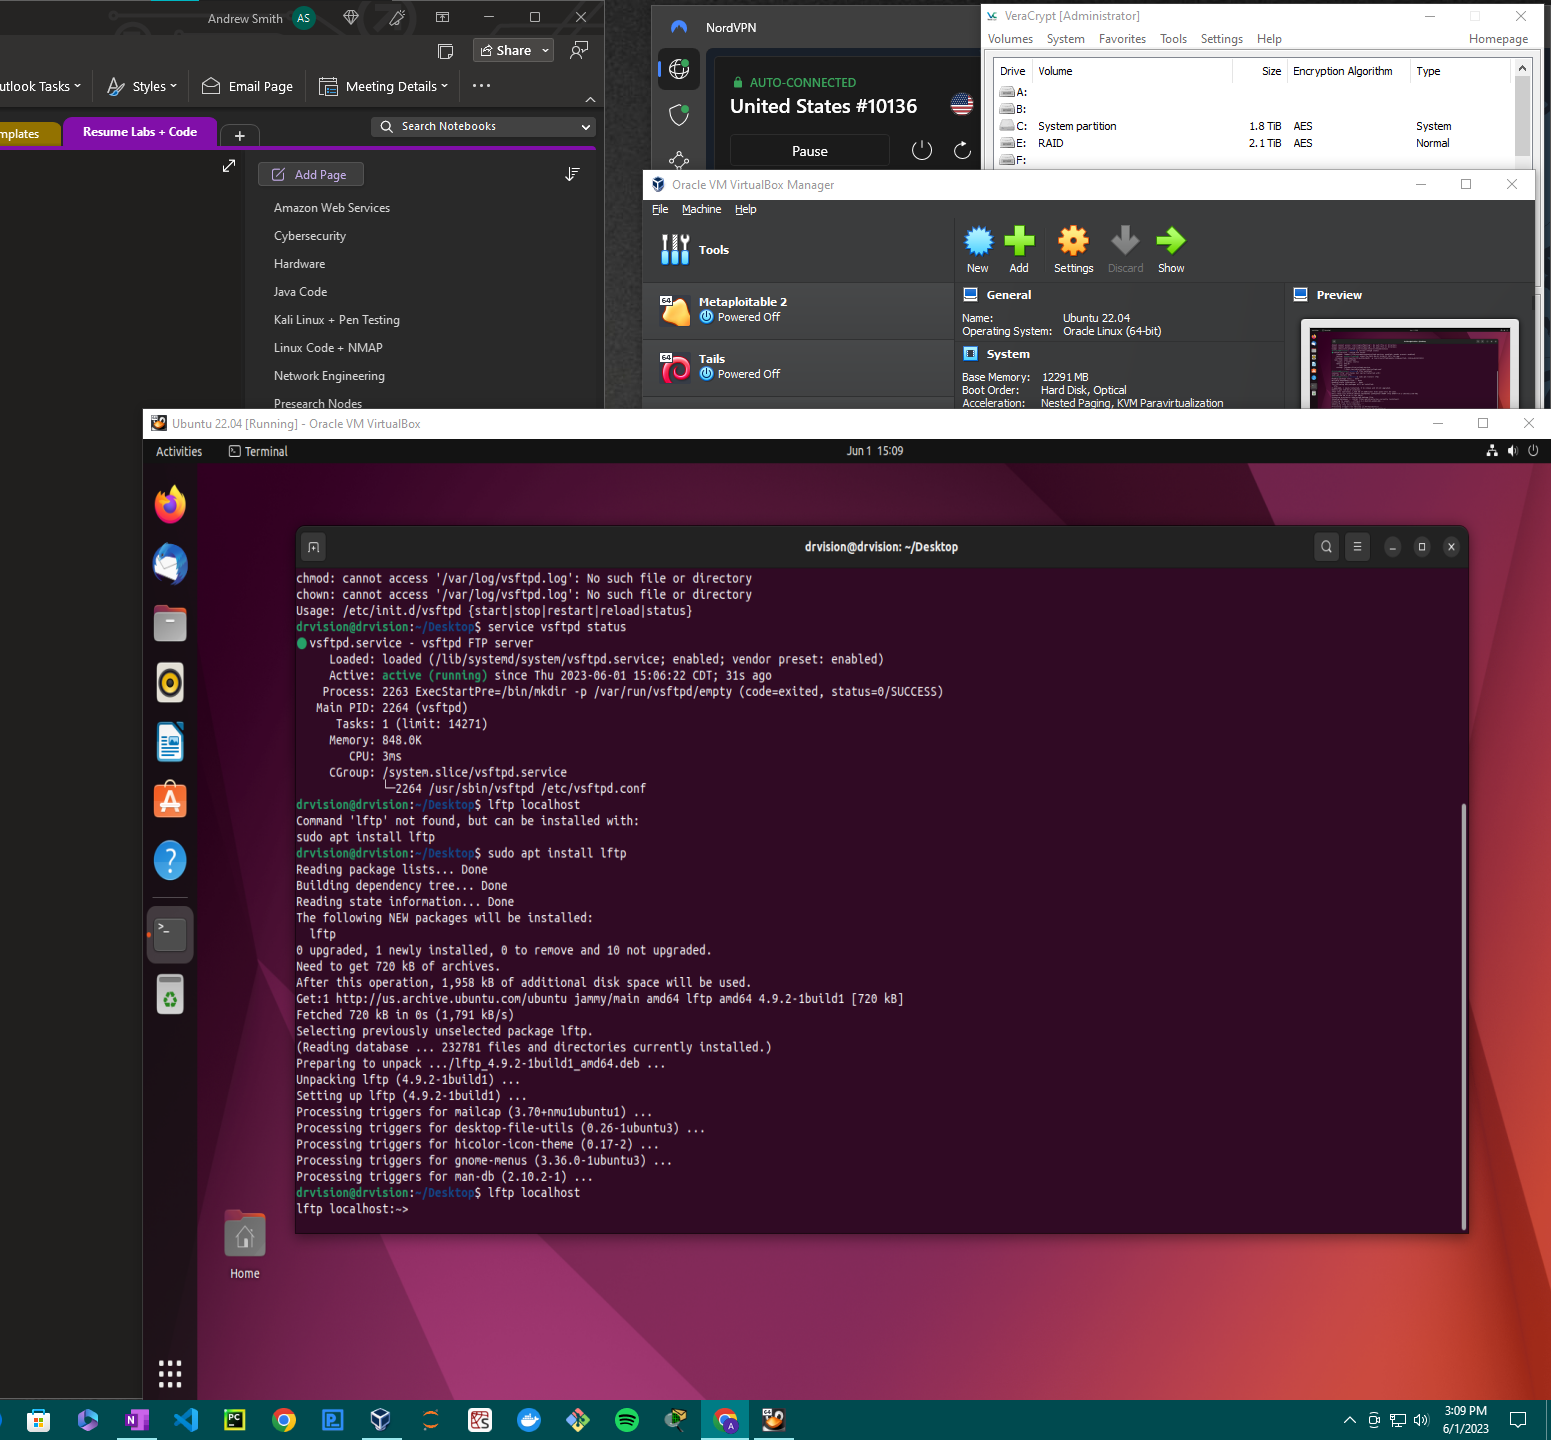 Andrew Smith
AS
Share
utlook Tasks
Styles
Email Page
Meeting Details
mplates
Resume Labs + Code
Search Notebooks
Add Page
Amazon Web Services
Cybersecurity
Hardware
Java Code
Kali Linux + Pen Testing
Linux Code + NMAP
Network Engineering
Presearch Nodes
NordVPN
AUTO-CONNECTED
United States #10136
Pause
VeraCrypt [Administrator]
Volumes System Favorites Tools Settings Help Homepage
Drive Volume Size Encryption Algorithm Type
A:
B:
C: System partition 1.8 TiB AES System
E: RAID 2.1 TiB AES Normal
F:
Oracle VM VirtualBox Manager
File Machine Help
Tools
New Add Settings Discard Show
64
Metaploitable 2
Powered Off
64
Tails
Powered Off
General
Name: Ubuntu 22.04
Operating System: Oracle Linux (64-bit)
System
Base Memory: 12291 MB
Boot Order: Hard Disk, Optical
Acceleration: Nested Paging, KVM Paravirtualization
Preview
Ubuntu 22.04 [Running] - Oracle VM VirtualBox
Activities Terminal Jun 1 15:09
drvision@drvision: ~/Desktop
chmod: cannot access '/var/log/vsftpd.log': No such file or directory
chown: cannot access '/var/log/vsftpd.log': No such file or directory
Usage: /etc/init.d/vsftpd {start|stop|restart|reload|status}
drvision@drvision:~/Desktop$ service vsftpd status
● vsftpd.service - vsftpd FTP server
Loaded: loaded (/lib/systemd/system/vsftpd.service; enabled; vendor preset: enabled)
Active: active (running) since Thu 2023-06-01 15:06:22 CDT; 31s ago
Process: 2263 ExecStartPre=/bin/mkdir -p /var/run/vsftpd/empty (code=exited, status=0/SUCCESS)
Main PID: 2264 (vsftpd)
Tasks: 1 (limit: 14271)
Memory: 848.0K
CPU: 3ms
CGroup: /system.slice/vsftpd.service
└─2264 /usr/sbin/vsftpd /etc/vsftpd.conf
drvision@drvision:~/Desktop$ lftp localhost
Command 'lftp' not found, but can be installed with:
sudo apt install lftp
drvision@drvision:~/Desktop$ sudo apt install lftp
Reading package lists... Done
Building dependency tree... Done
Reading state information... Done
The following NEW packages will be installed:
lftp
0 upgraded, 1 newly installed, 0 to remove and 10 not upgraded.
Need to get 720 kB of archives.
After this operation, 1,958 kB of additional disk space will be used.
Get:1 http://us.archive.ubuntu.com/ubuntu jammy/main amd64 lftp amd64 4.9.2-1build1 [720 kB]
Fetched 720 kB in 0s (1,791 kB/s)
Selecting previously unselected package lftp.
(Reading database ... 232781 files and directories currently installed.)
Preparing to unpack .../lftp_4.9.2-1build1_amd64.deb ...
Unpacking lftp (4.9.2-1build1) ...
Setting up lftp (4.9.2-1build1) ...
Processing triggers for mailcap (3.70+nmu1ubuntu1) ...
Processing triggers for desktop-file-utils (0.26-1ubuntu3) ...
Processing triggers for hicolor-icon-theme (0.17-2) ...
Processing triggers for gnome-menus (3.36.0-1ubuntu3) ...
Processing triggers for man-db (2.10.2-1) ...
drvision@drvision:~/Desktop$ lftp localhost
lftp localhost:~>
Home
3:09 PM
6/1/2023